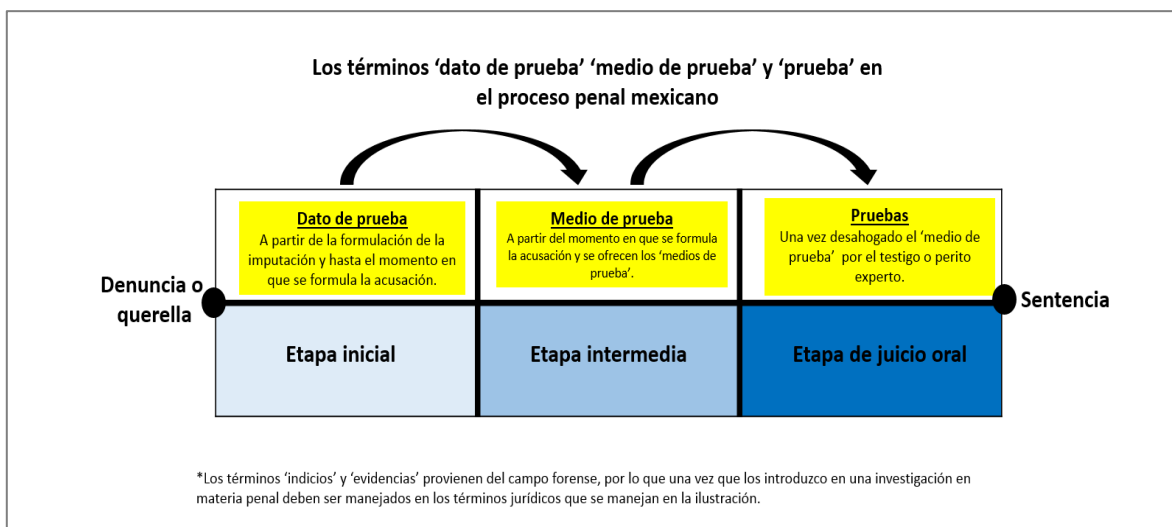 Los términos ‘dato de prueba’ ‘medio de prueba’ y ‘prueba’ en
el proceso penal mexicano
Dato de prueba
A partir de la formulación de la
imputación y hasta el momento en
que se formula la acusación.
Medio de prueba
A partir del momento en que se formula
la acusación y se ofrecen los ‘medios de
prueba’.
Pruebas
Una vez desahogado el ‘medio de
prueba’ por el testigo o perito
experto.
Denuncia o
querella
Sentencia
Etapa inicial
Etapa intermedia
Etapa de juicio oral
*Los términos ‘indicios’ y ‘evidencias’ provienen del campo forense, por lo que una vez que los introduzco en una investigación en
materia penal deben ser manejados en los términos jurídicos que se manejan en la ilustración.